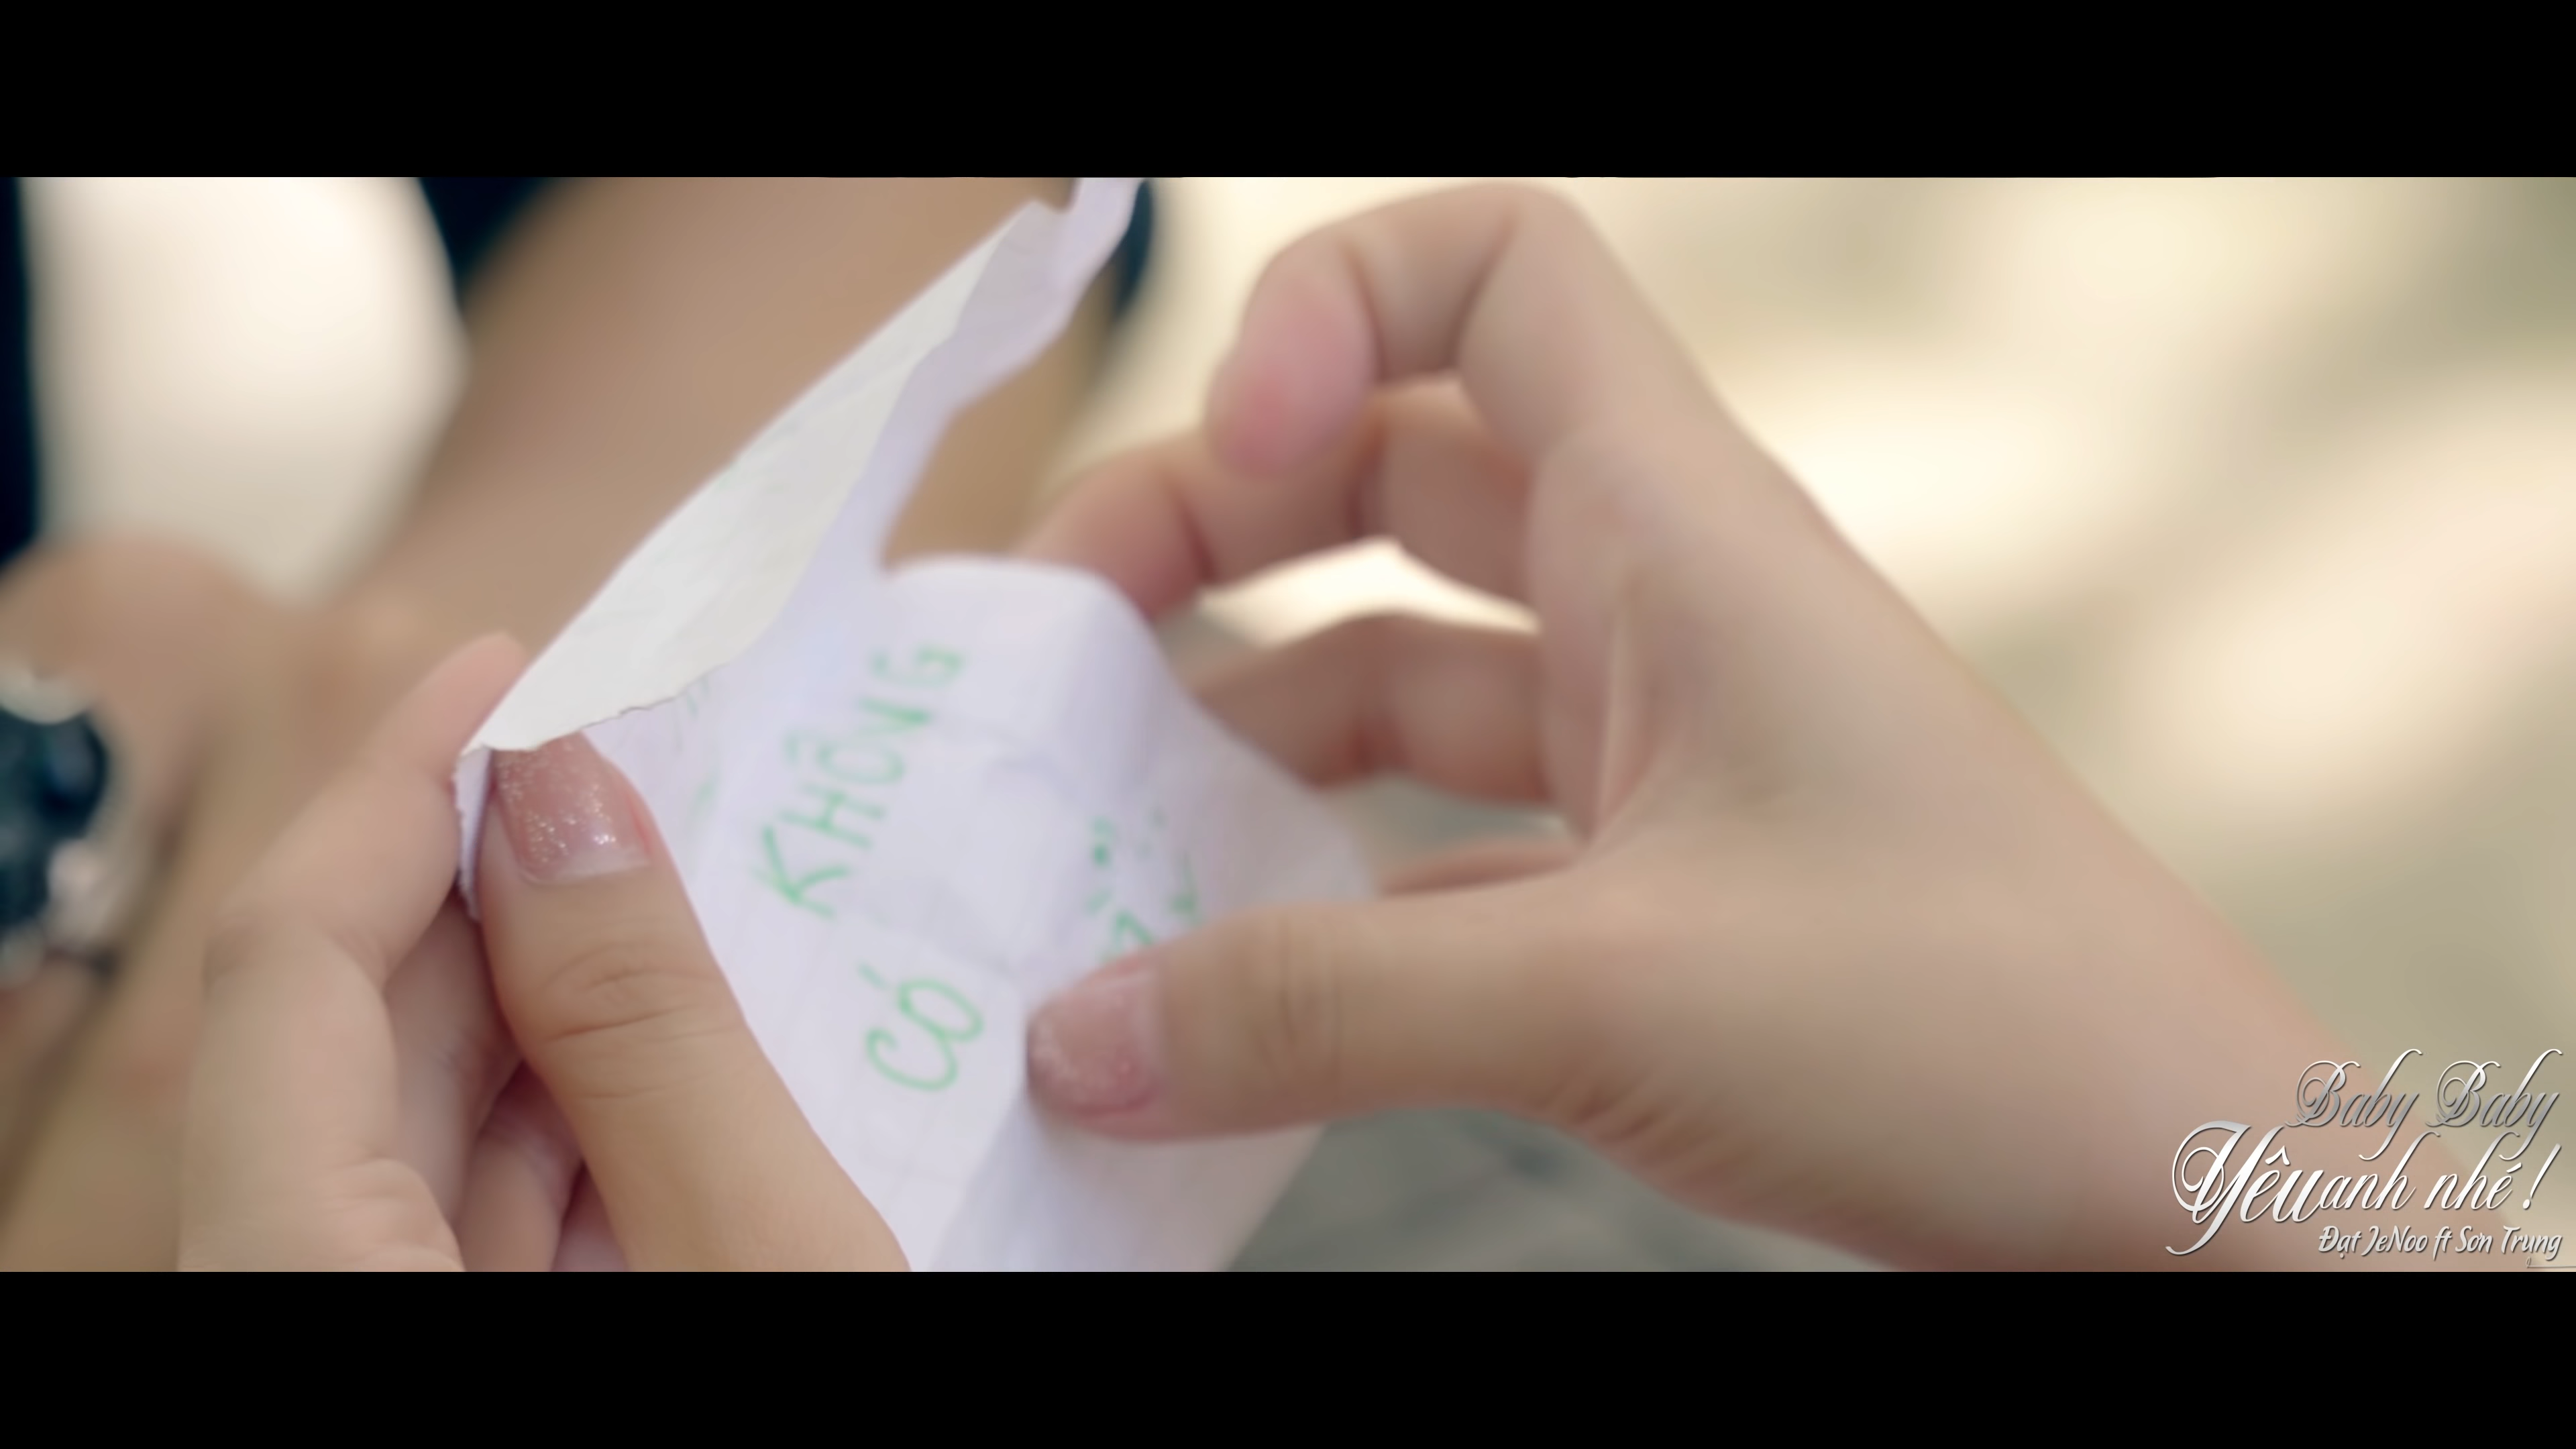 KHÔNG
CÓ
Baby Baby
Yêu anh nhé!
Đạt JeNoo ft Sơn Trung